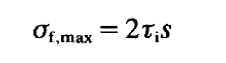 σf,max = 2τis